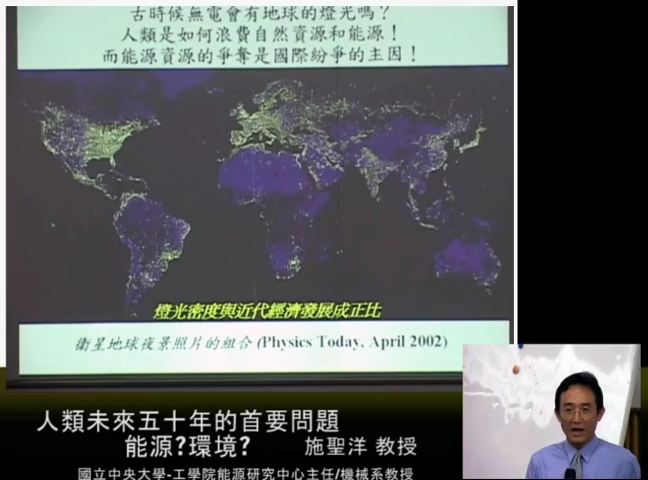 古時候無電會有地球的燈光嗎？
人類是如何浪費自然資源和能源！
而能源資源的爭奪是國際紛爭的主因！
燈光密度與近代經濟發展成正比
衛星地球夜景照片的組合 (Physics Today, April 2002)
人類未來五十年的首要問題
能源?環境? 施聖洋 教授
國立中央大學-工學院能源研究中心主任/機械系教授